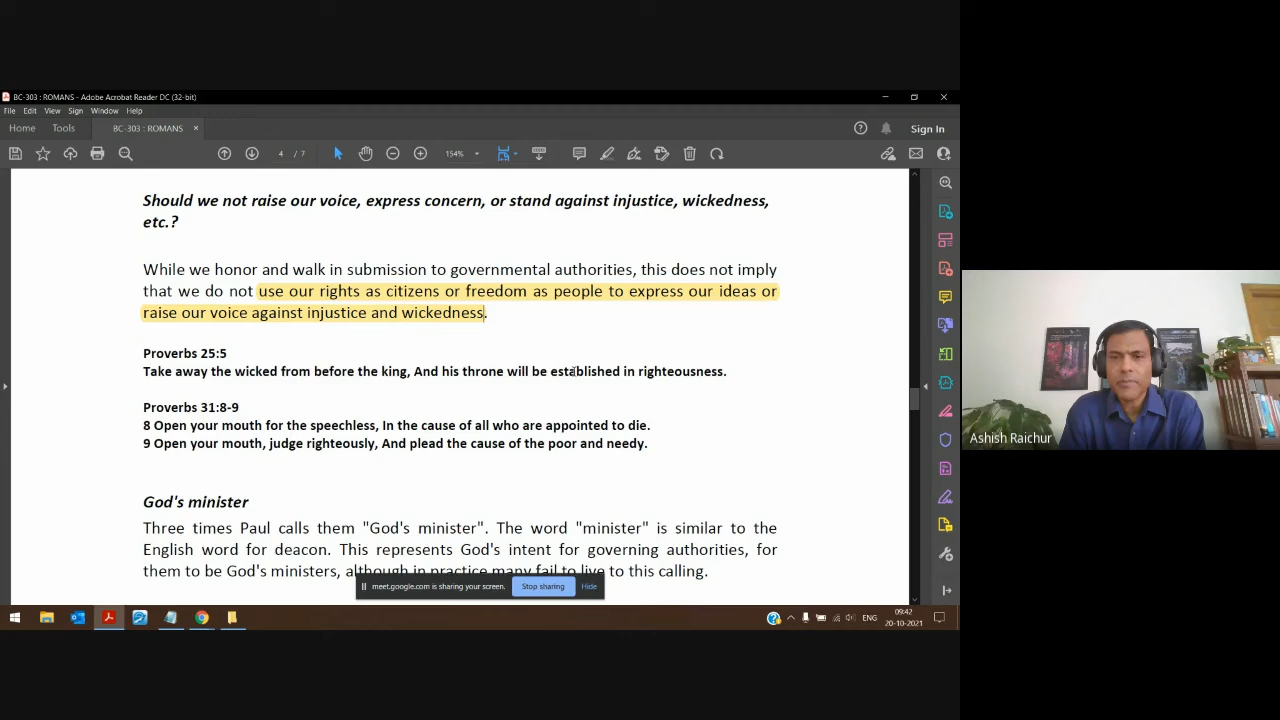 BC-303 : ROMANS - Adobe Acrobat Reader DC (32-bit)
File Edit View Sign Window Help
Home Tools BC-303 : ROMANS × Sign In
4 / 7 154%
Should we not raise our voice, express concern, or stand against injustice, wickedness,
etc.?
While we honor and walk in submission to governmental authorities, this does not imply
that we do not use our rights as citizens or freedom as people to express our ideas or
raise our voice against injustice and wickedness.
Proverbs 25:5
Take away the wicked from before the king, And his throne will be established in righteousness.
Proverbs 31:8-9
8 Open your mouth for the speechless, In the cause of all who are appointed to die.
9 Open your mouth, judge righteously, And plead the cause of the poor and needy.
God's minister
Three times Paul calls them "God's minister". The word "minister" is similar to the
English word for deacon. This represents God's intent for governing authorities, for
them to be God's ministers, although in practice many fail to live to this calling.
meet.google.com is sharing your screen. Stop sharing Hide
ENG 09:42
20-10-2021
Ashish Raichur